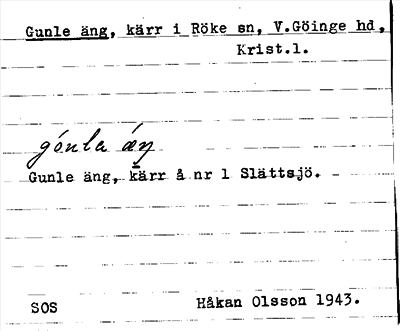 Gunle äng, kärr i Röke sn, V.Göinge hd,
Krist.l.
gónla äŋ
Gunle äng, kärr å nr 1 Slättsjö.
SOS Håkan Olsson 1943.